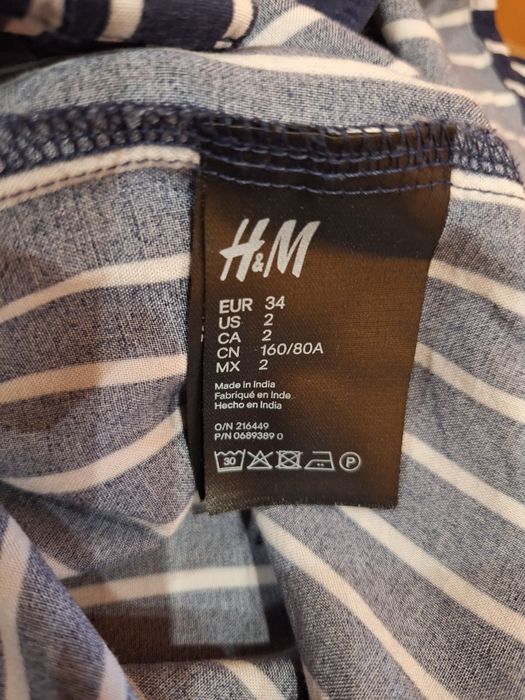 H&M
EUR 34
US 2
CA 2
CN 160/80A
MX 2
Made in India
Fabriqué en Inde
Hecho en India
O/N 216449
P/N 0689389 0
30
P